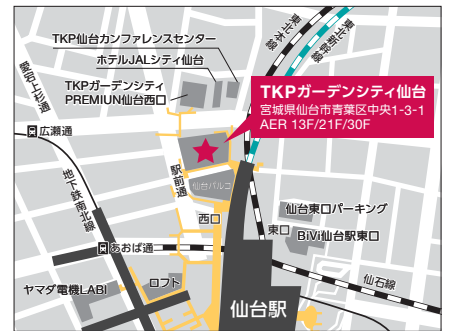 東北本線
東北新幹線
TKP仙台カンファレンスセンター
ホテルJALシティ仙台
愛宕上杉通
TKPガーデンシティ
PREMIUN仙台西口
TKPガーデンシティ仙台
宮城県仙台市青葉区中央1-3-1
AER 13F/21F/30F
広瀬通
駅前通
地下鉄南北線
仙台パルコ
仙台東口パーキング
西口
東口
BiVi仙台駅東口
あおば通
仙石線
ヤマダ電機LABI
ロフト
仙台駅